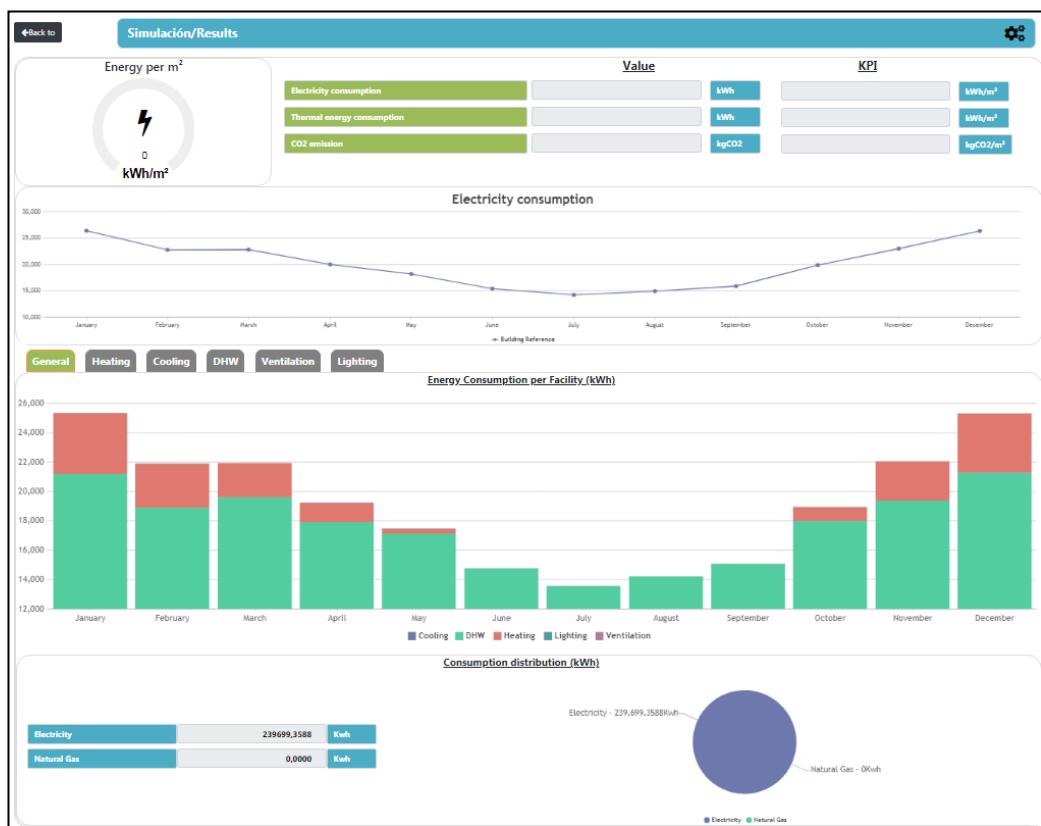 Back to
Simulación/Results
Energy per m²
0
kWh/m²
Value KPI
Electricity consumption kWh kWh/m²
Thermal energy consumption kWh kWh/m²
CO2 emission kgCO2 kgCO2/m²
Electricity consumption
30,000
25,000
20,000
15,000
10,000
January February March April May June July August September October November December
Building Reference
General Heating Cooling DHW Ventilation Lighting
Energy Consumption per Facility (kWh)
26,000
24,000
22,000
20,000
18,000
16,000
14,000
12,000
January February March April May June July August September October November December
Cooling DHW Heating Lighting Ventilation
Consumption distribution (kWh)
Electricity 239699,3588 Kwh
Natural Gas 0,0000 Kwh
Electricity - 239,699.3588Kwh
Natural Gas - 0Kwh
Electricity Natural Gas